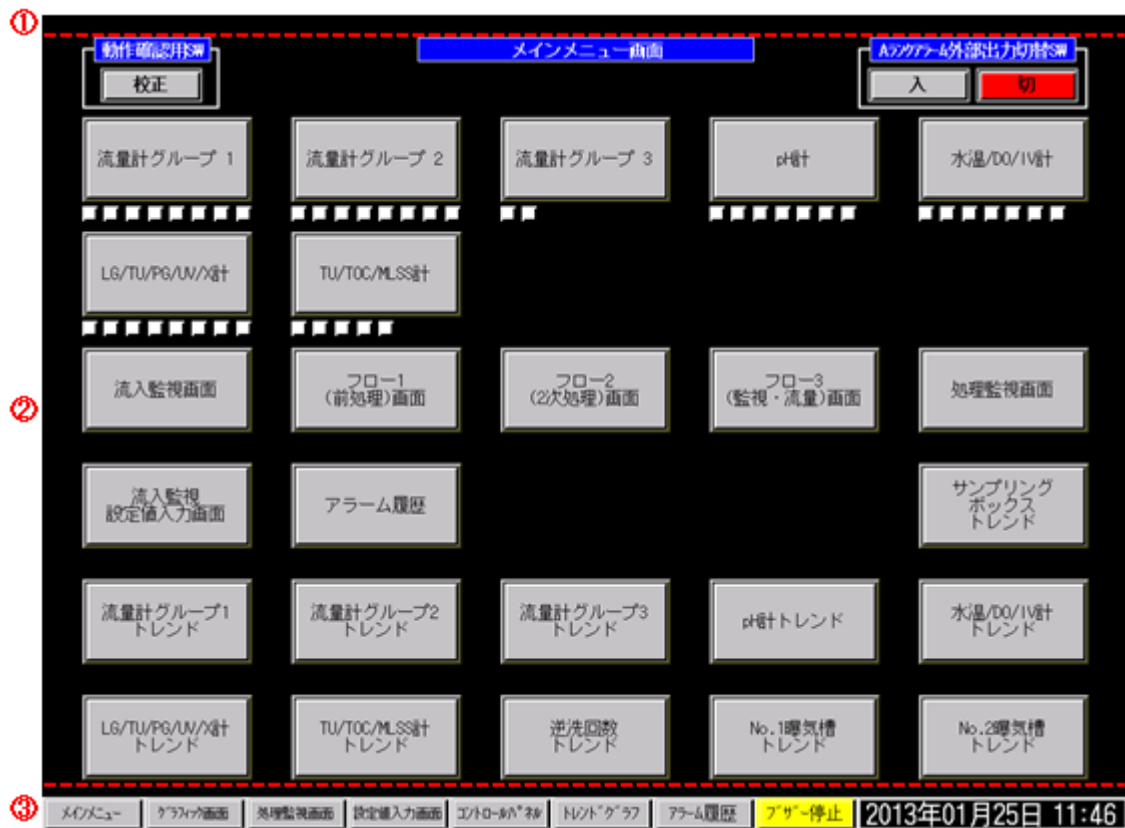 ①
動作確認用SW
メインメニュー画面
Aランクアラーム外部出力切替SW
校正
入
切
流量計グループ 1
流量計グループ 2
流量計グループ 3
pH計
水温/DO/IV計
LG/TU/PG/UV/X計
TU/TOC/MLSS計
②
流入監視画面
フロー1
(前処理)画面
フロー2
(2次処理)画面
フロー3
(監視・流量)画面
処理監視画面
流入監視
設定値入力画面
アラーム履歴
サンプリング
ボックス
トレンド
流量計グループ1
トレンド
流量計グループ2
トレンド
流量計グループ3
トレンド
pH計トレンド
水温/DO/IV計
トレンド
LG/TU/PG/UV/X計
トレンド
TU/TOC/MLSS計
トレンド
逆洗回数
トレンド
No.1曝気槽
トレンド
No.2曝気槽
トレンド
③
メインメニュー
グラフィック画面
処理監視画面
設定値入力画面
コントロールパネル
トレンドグラフ
アラーム履歴
ブザー停止
2013年01月25日 11:46